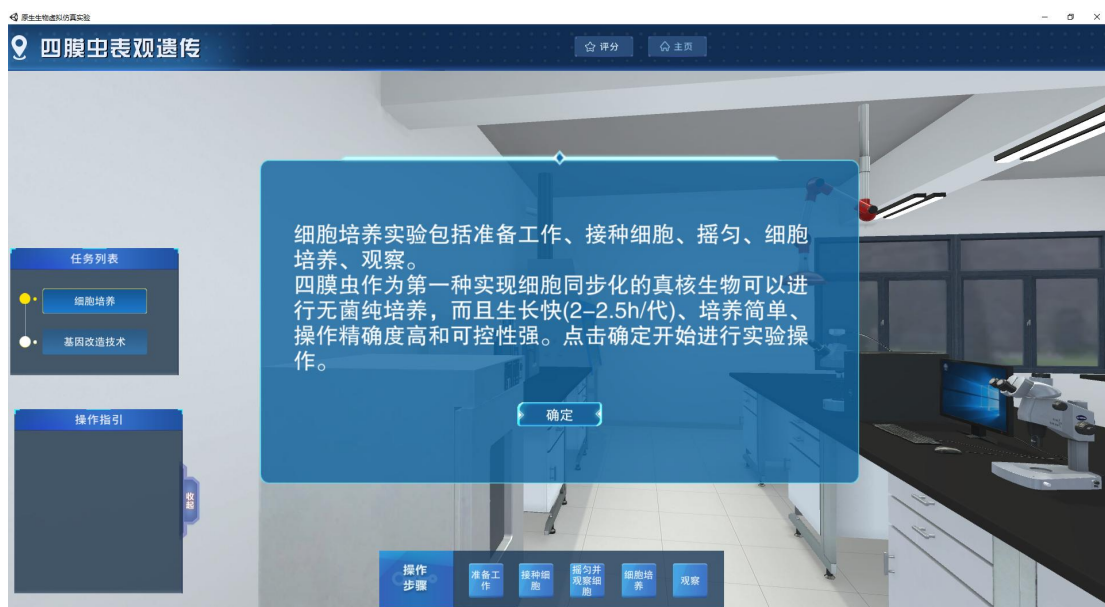 原生生物虚拟仿真实验
四膜虫表观遗传
评分
主页
细胞培养实验包括准备工作、接种细胞、摇匀、细胞
培养、观察。
四膜虫作为第一种实现细胞同步化的真核生物可以进
行无菌纯培养，而且生长快(2-2.5h/代)、培养简单、
操作精确度高和可控性强。点击确定开始进行实验操
作。
确定
任务列表
细胞培养
基因改造技术
操作指引
收起
操作
步骤
准备工
作
接种细
胞
摇匀并
观察细
胞
细胞培
养
观察